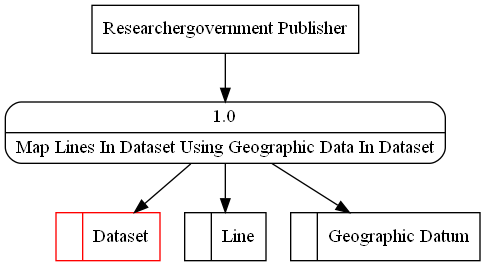 Researchergovernment Publisher
1.0
Map Lines In Dataset Using Geographic Data In Dataset
Dataset
Line
Geographic Datum